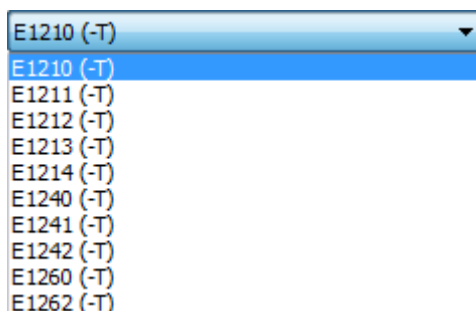 E1210 (-T)
E1210 (-T)
E1211 (-T)
E1212 (-T)
E1213 (-T)
E1214 (-T)
E1240 (-T)
E1241 (-T)
E1242 (-T)
E1260 (-T)
E1262 (-T)